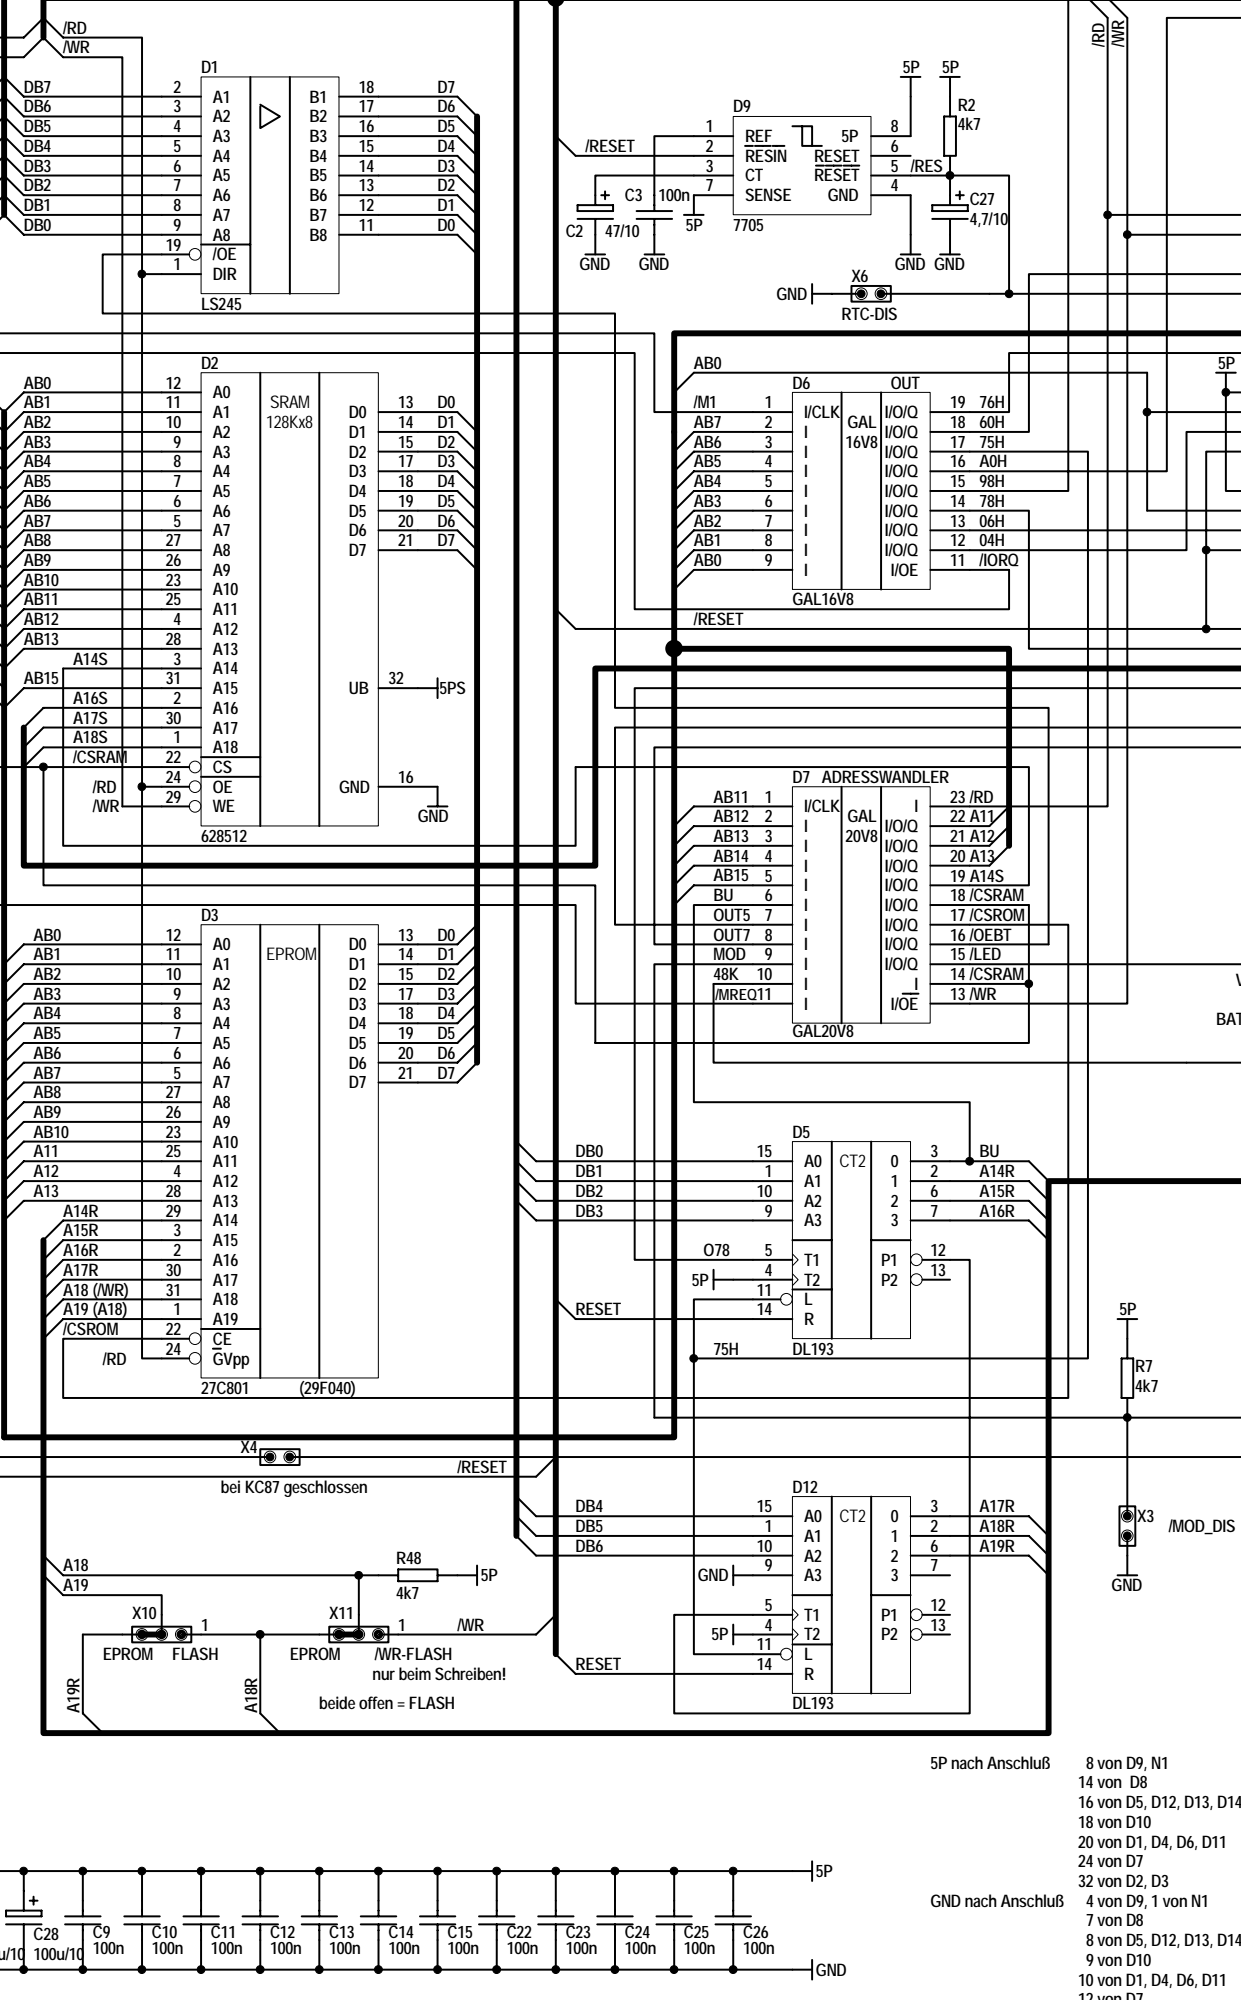 /RD
/WR
/RD
/WR
D1
DB7 2 A1 B1 18 D7
DB6 3 A2 B2 17 D6
DB5 4 A3 B3 16 D5
DB4 5 A4 B4 15 D4
DB3 6 A5 B5 14 D3
DB2 7 A6 B6 13 D2
DB1 8 A7 B7 12 D1
DB0 9 A8 B8 11 D0
19 /OE
1 DIR
LS245
5P 5P
D9
R2
4k7
1 REF 5P 8
/RESET 2 RESIN RESET 6
3 CT RESET 5 /RES
7 SENSE GND 4
7705
5P
+
C2 47/10
C3 100n
+
C27
4,7/10
GND GND GND GND
GND X6
RTC-DIS
D2
SRAM
128Kx8
AB0 12 A0
AB1 11 A1 D0 13 D0
AB2 10 A2 D1 14 D1
AB3 9 A3 D2 15 D2
AB4 8 A4 D3 17 D3
AB5 7 A5 D4 18 D4
AB6 6 A6 D5 19 D5
AB7 5 A7 D6 20 D6
AB8 27 A8 D7 21 D7
AB9 26 A9
AB10 23 A10
AB11 25 A11
AB12 4 A12
AB13 28 A13
A14S 3 A14
AB15 31 A15 UB 32 5PS
A16S 2 A16
A17S 30 A17
A18S 1 A18
/CSRAM 22 CS
/RD 24 OE GND 16
/WR 29 WE GND
628512
AB0
5P
D6 OUT
GAL
16V8
/M1 1 I/CLK I/O/Q 19 76H
AB7 2 I I/O/Q 18 60H
AB6 3 I I/O/Q 17 75H
AB5 4 I I/O/Q 16 A0H
AB4 5 I I/O/Q 15 98H
AB3 6 I I/O/Q 14 78H
AB2 7 I I/O/Q 13 06H
AB1 8 I I/O/Q 12 04H
AB0 9 I I/OE 11 /IORQ
GAL16V8
/RESET
D7 ADRESSWANDLER
GAL
20V8
AB11 1 I/CLK I 23 /RD
AB12 2 I I/O/Q 22 A11
AB13 3 I I/O/Q 21 A12
AB14 4 I I/O/Q 20 A13
AB15 5 I I/O/Q 19 A14S
BU 6 I I/O/Q 18 /CSRAM
OUT5 7 I I/O/Q 17 /CSROM
OUT7 8 I I/O/Q 16 /OEBT
MOD 9 I I/O/Q 15 /LED
48K 10 I I 14 /CSRAM
/MREQ 11 I I/OE 13 /WR
GAL20V8
BAT
D3
EPROM
AB0 12 A0 D0 13 D0
AB1 11 A1 D1 14 D1
AB2 10 A2 D2 15 D2
AB3 9 A3 D3 17 D3
AB4 8 A4 D4 18 D4
AB5 7 A5 D5 19 D5
AB6 6 A6 D6 20 D6
AB7 5 A7 D7 21 D7
AB8 27 A8
AB9 26 A9
AB10 23 A10
A11 25 A11
A12 4 A12
A13 28 A13
A14R 29 A14
A15R 3 A15
A16R 2 A16
A17R 30 A17
A18 (/WR) 31 A18
A19 (A18) 1 A19
/CSROM 22 CE
/RD 24 GVpp
27C801 (29F040)
D5
CT2
DB0 15 A0 0 3 BU
DB1 1 A1 1 2 A14R
DB2 10 A2 2 6 A15R
DB3 9 A3 3 7 A16R
O78 5 T1 P1 12
5P 4 T2 P2 13
11 L
RESET 14 R
75H DL193
5P
R7
4k7
X3 /MOD_DIS
GND
X4
/RESET
bei KC87 geschlossen
D12
CT2
DB4 15 A0 0 3 A17R
DB5 1 A1 1 2 A18R
DB6 10 A2 2 6 A19R
GND 9 A3 3 7
5 T1 P1 12
5P 4 T2 P2 13
11 L
RESET 14 R
DL193
A18
A19
R48
4k7
5P
X10 1 X11 1 /WR
EPROM FLASH EPROM /WR-FLASH
nur beim Schreiben!
A19R
A18R
beide offen = FLASH
5P nach Anschluß 8 von D9, N1
14 von D8
16 von D5, D12, D13, D14
18 von D10
20 von D1, D4, D6, D11
24 von D7
32 von D2, D3
GND nach Anschluß 4 von D9, 1 von N1
7 von D8
8 von D5, D12, D13, D14
9 von D10
10 von D1, D4, D6, D11
12 von D7
5P
+
u/10
C28 C9 C10 C11 C12 C13 C14 C15 C22 C23 C24 C25 C26
100u/10 100n 100n 100n 100n 100n 100n 100n 100n 100n 100n 100n 100n
GND